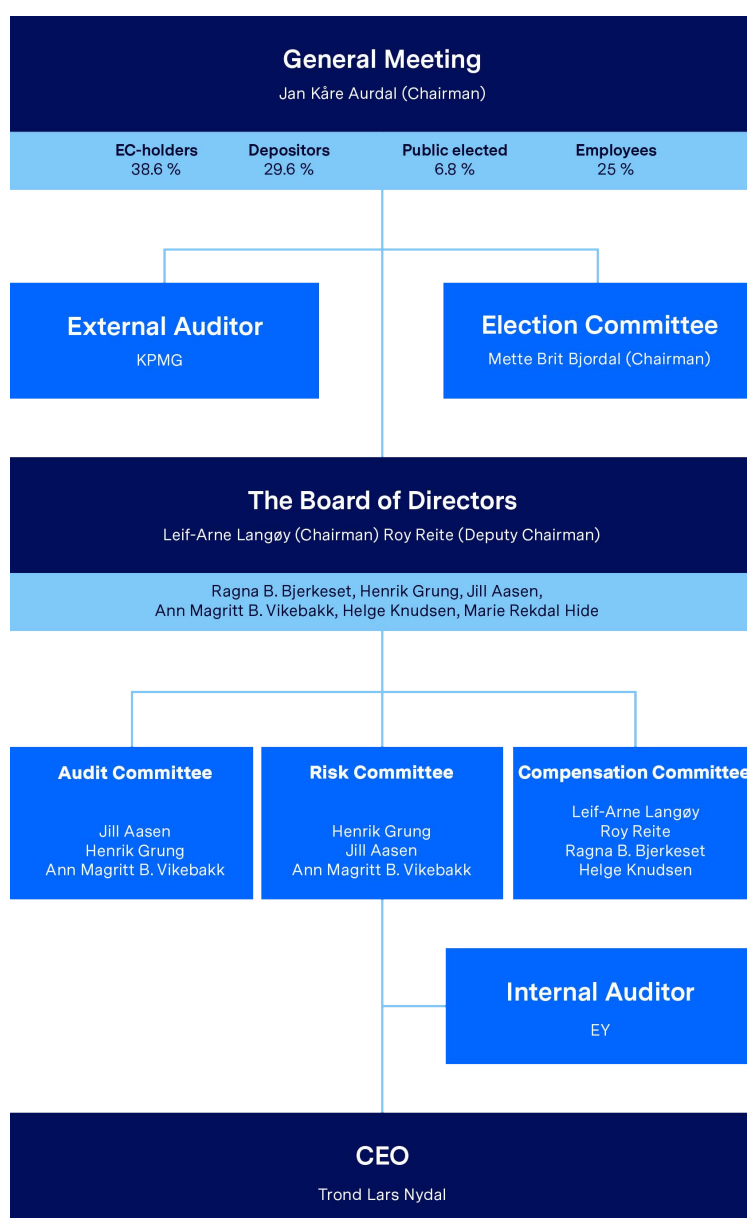 General Meeting
Jan Kåre Aurdal (Chairman)
EC-holders Depositors Public elected Employees
38.6 % 29.6 % 6.8 % 25 %
External Auditor
KPMG
Election Committee
Mette Brit Bjordal (Chairman)
The Board of Directors
Leif-Arne Langøy (Chairman) Roy Reite (Deputy Chairman)
Ragna B. Bjerkeset, Henrik Grung, Jill Aasen,
Ann Magritt B. Vikebakk, Helge Knudsen, Marie Rekdal Hide
Audit Committee
Jill Aasen
Henrik Grung
Ann Magritt B. Vikebakk
Risk Committee
Henrik Grung
Jill Aasen
Ann Magritt B. Vikebakk
Compensation Committee
Leif-Arne Langøy
Roy Reite
Ragna B. Bjerkeset
Helge Knudsen
Internal Auditor
EY
CEO
Trond Lars Nydal